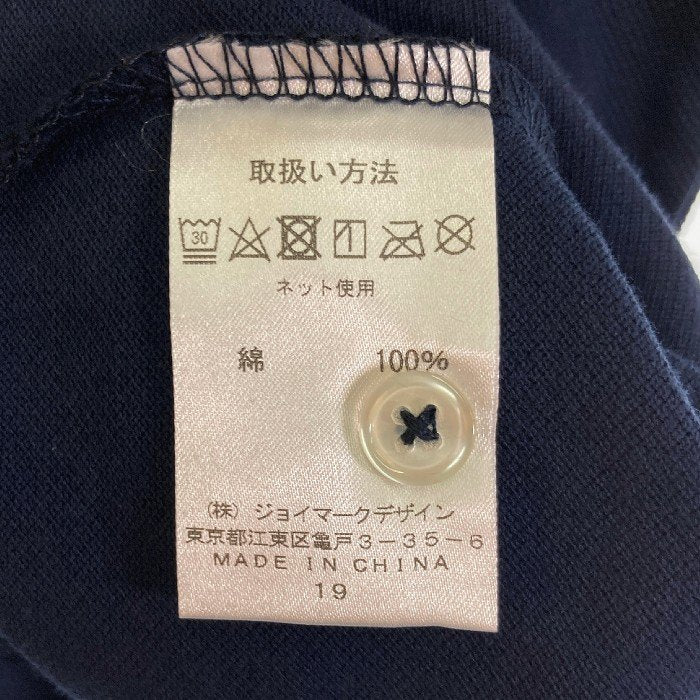 取扱い方法
30
ネット使用
綿 100%
(株) ジョイマークデザイン
東京都江東区亀戸3-35-6
MADE IN CHINA
19